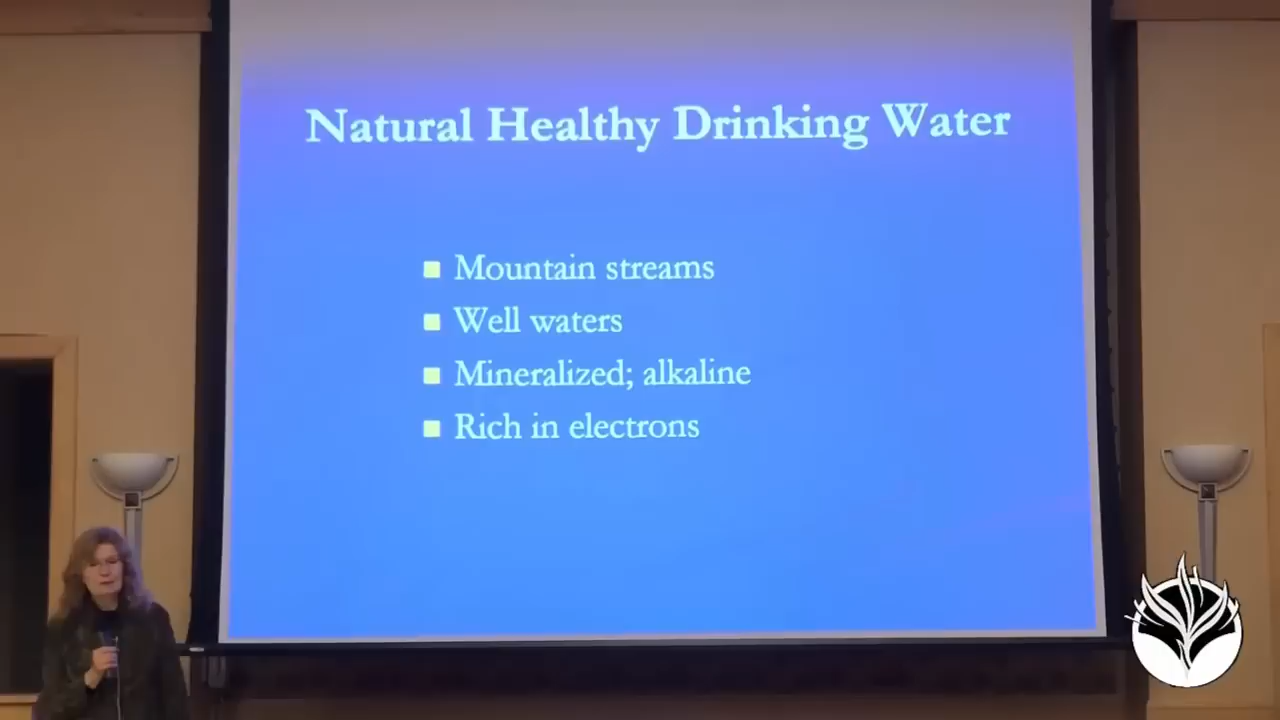 Natural Healthy Drinking Water
Mountain streams
Well waters
Mineralized; alkaline
Rich in electrons